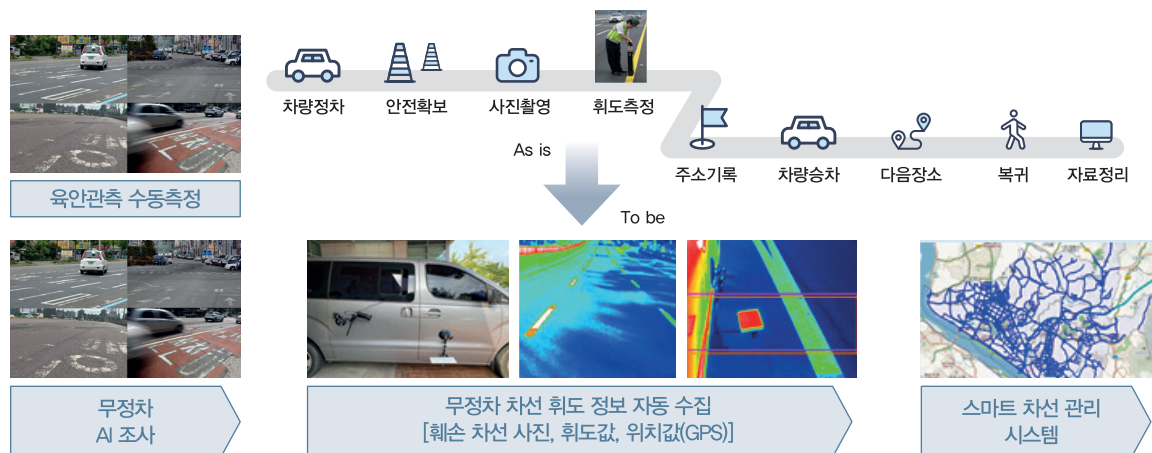 차량정차
안전확보
사진촬영
휘도측정
As is
주소기록
차량승차
다음장소
복귀
자료정리
육안관측 수동측정
To be
무정차
AI 조사
무정차 차선 휘도 정보 자동 수집
[훼손 차선 사진, 휘도값, 위치값(GPS)]
스마트 차선 관리
시스템